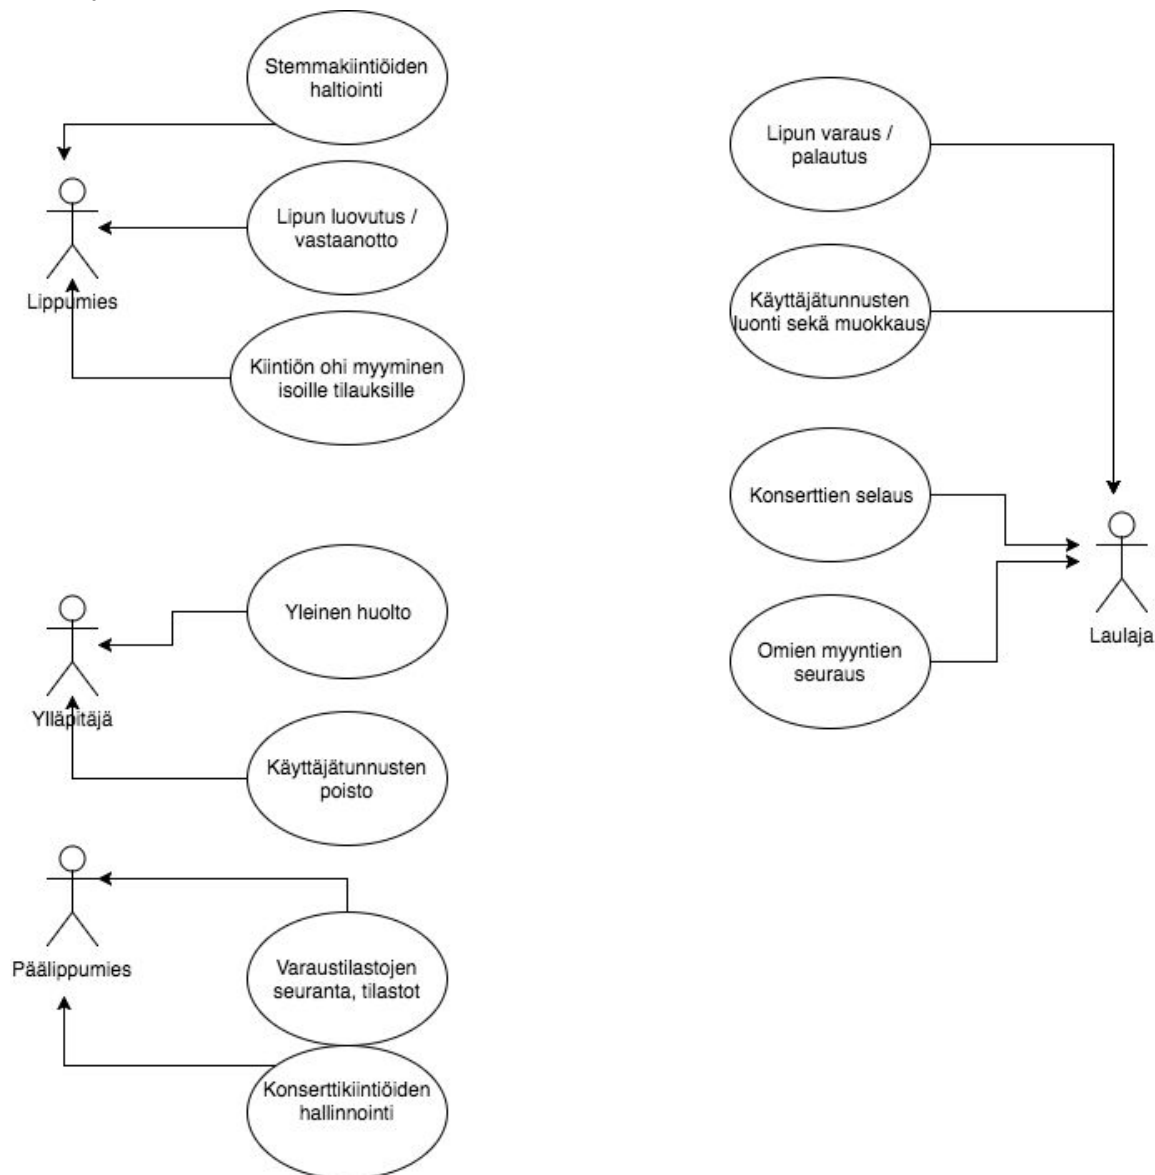 Stemmakiintiöiden
haltiointi
Lipun luovutus /
vastaanotto
Lippumies
Kiintiön ohi myyminen
isoille tilauksille
Lipun varaus /
palautus
Käyttäjätunnusten
luonti sekä muokkaus
Konserttien selaus
Omien myyntien
seuraus
Laulaja
Yleinen huolto
Ylläpitäjä
Käyttäjätunnusten
poisto
Päälippumies
Varaustilastojen
seuranta, tilastot
Konserttikiintiöiden
hallinnointi